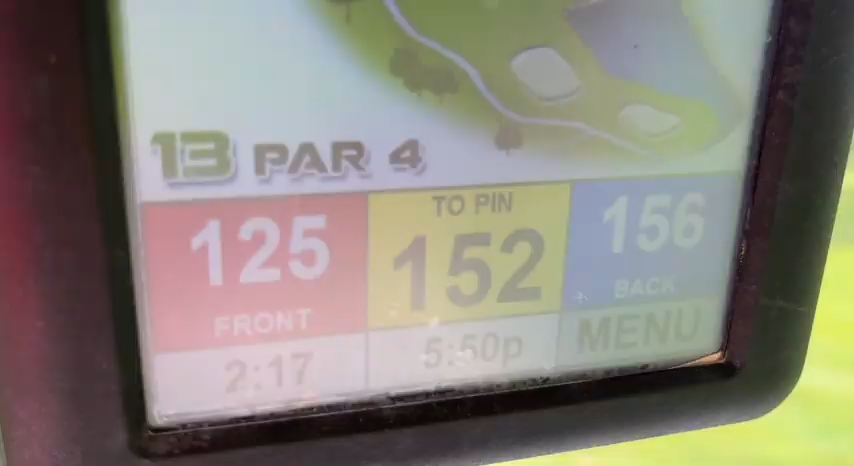 13 PAR 4
125
FRONT
TO PIN
152
156
BACK
2:17
5:50p
MENU